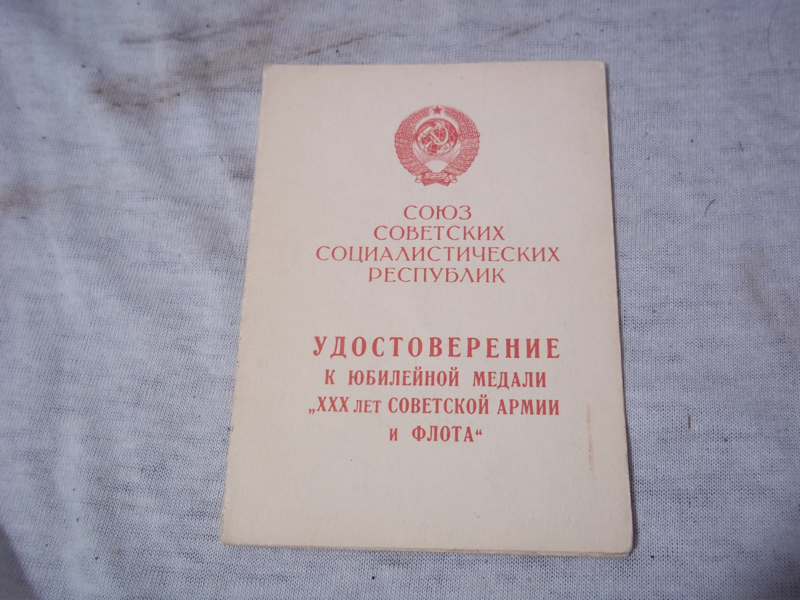 СОЮЗ
СОВЕТСКИХ
СОЦИАЛИСТИЧЕСКИХ
РЕСПУБЛИК
УДОСТОВЕРЕНИЕ
К ЮБИЛЕЙНОЙ МЕДАЛИ
„XXX ЛЕТ СОВЕТСКОЙ АРМИИ
И ФЛОТА“